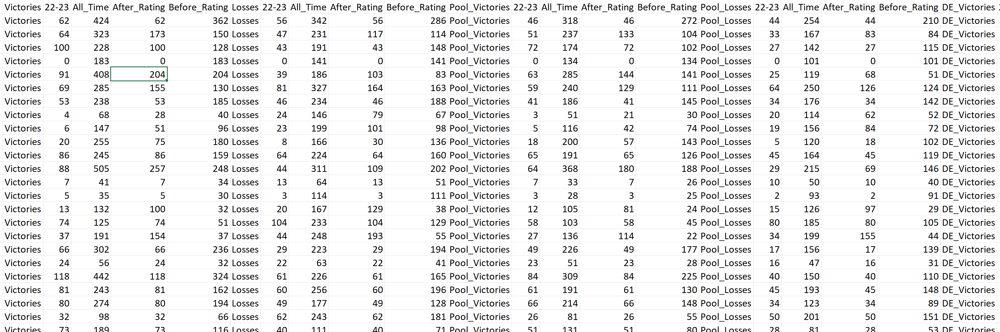 Victories 22-23 All_Time After_Rating Before_Rating Losses 22-23 All_Time After_Rating Before_Rating Pool_Victories 22-23 All_Time After_Rating Before_Rating Pool_Losses 22-23 All_Time After_Rating Before_Rating DE_Victories
Victories 62 424 62 362 Losses 56 342 56 286 Pool_Victories 46 318 46 272 Pool_Losses 44 254 44 210 DE_Victories
Victories 64 323 173 150 Losses 47 231 117 114 Pool_Victories 51 237 133 104 Pool_Losses 33 167 83 84 DE_Victories
Victories 100 228 100 128 Losses 43 191 43 148 Pool_Victories 72 174 72 102 Pool_Losses 27 142 27 115 DE_Victories
Victories 0 183 0 183 Losses 0 141 0 141 Pool_Victories 0 134 0 134 Pool_Losses 0 101 0 101 DE_Victories
Victories 91 408 204 204 Losses 39 186 103 83 Pool_Victories 63 285 144 141 Pool_Losses 25 119 68 51 DE_Victories
Victories 69 285 155 130 Losses 81 327 164 163 Pool_Victories 59 240 129 111 Pool_Losses 64 250 126 124 DE_Victories
Victories 53 238 53 185 Losses 46 234 46 188 Pool_Victories 41 186 41 145 Pool_Losses 34 176 34 142 DE_Victories
Victories 4 68 28 40 Losses 24 146 79 67 Pool_Victories 3 51 21 30 Pool_Losses 20 114 62 52 DE_Victories
Victories 6 147 51 96 Losses 23 199 101 98 Pool_Victories 5 116 42 74 Pool_Losses 19 156 84 72 DE_Victories
Victories 20 255 75 180 Losses 8 166 30 136 Pool_Victories 18 200 57 143 Pool_Losses 5 120 18 102 DE_Victories
Victories 86 245 86 159 Losses 64 224 64 160 Pool_Victories 65 191 65 126 Pool_Losses 45 164 45 119 DE_Victories
Victories 88 505 257 248 Losses 44 311 109 202 Pool_Victories 64 368 180 188 Pool_Losses 29 215 69 146 DE_Victories
Victories 7 41 7 34 Losses 13 64 13 51 Pool_Victories 7 33 7 26 Pool_Losses 10 50 10 40 DE_Victories
Victories 5 35 5 30 Losses 3 114 3 111 Pool_Victories 3 28 3 25 Pool_Losses 2 93 2 91 DE_Victories
Victories 13 132 100 32 Losses 20 167 129 38 Pool_Victories 12 105 81 24 Pool_Losses 15 126 97 29 DE_Victories
Victories 74 125 74 51 Losses 104 233 104 129 Pool_Victories 58 103 58 45 Pool_Losses 80 185 80 105 DE_Victories
Victories 37 191 154 37 Losses 44 248 193 55 Pool_Victories 27 136 114 22 Pool_Losses 34 199 155 44 DE_Victories
Victories 66 302 66 236 Losses 29 223 29 194 Pool_Victories 49 226 49 177 Pool_Losses 17 156 17 139 DE_Victories
Victories 24 56 24 32 Losses 22 63 22 41 Pool_Victories 23 51 23 28 Pool_Losses 16 47 16 31 DE_Victories
Victories 118 442 118 324 Losses 61 226 61 165 Pool_Victories 84 309 84 225 Pool_Losses 40 150 40 110 DE_Victories
Victories 81 243 81 162 Losses 60 256 60 196 Pool_Victories 61 191 61 130 Pool_Losses 45 193 45 148 DE_Victories
Victories 80 274 80 194 Losses 49 177 49 128 Pool_Victories 66 214 66 148 Pool_Losses 34 123 34 89 DE_Victories
Victories 32 98 32 66 Losses 62 243 62 181 Pool_Victories 26 81 26 55 Pool_Losses 50 201 50 151 DE_Victories
Victories 73 189 73 116 Losses 40 111 40 71 Pool_Victories 51 131 51 80 Pool_Losses 28 81 28 53 DE_Victories